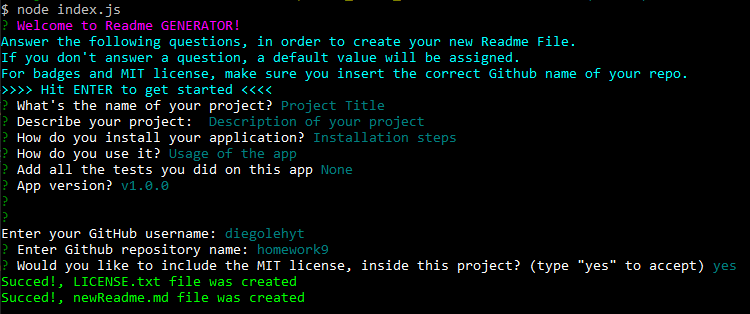 $ node index.js
? Welcome to Readme GENERATOR!
Answer the following questions, in order to create your new Readme File.
If you don't answer a question, a default value will be assigned.
For badges and MIT license, make sure you insert the correct Github name of your repo.
>>>> Hit ENTER to get started <<<<
? What's the name of your project? Project Title
? Describe your project:  Description of your project
? How do you install your application? Installation steps
? How do you use it? Usage of the app
? Add all the tests you did on this app None
? App version? v1.0.0
?
?
Enter your GitHub username: diegolehyt
? Enter Github repository name: homework9
? Would you like to include the MIT license, inside this project? (type "yes" to accept) yes
Succed!, LICENSE.txt file was created
Succed!, newReadme.md file was created